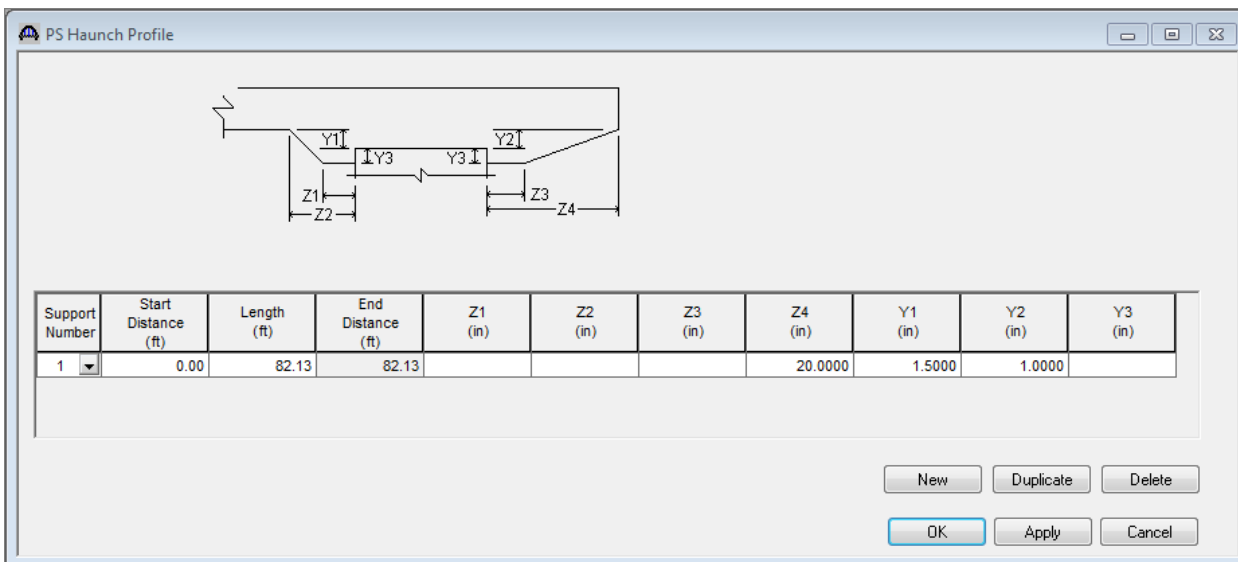 PS Haunch Profile
Y1 Y2
Y3 Y3
Z1 Z3
Z2 Z4
Support Number Start Distance (ft) Length (ft) End Distance (ft) Z1 (in) Z2 (in) Z3 (in) Z4 (in) Y1 (in) Y2 (in) Y3 (in)
1 0.00 82.13 82.13 20.0000 1.5000 1.0000
New Duplicate Delete
OK Apply Cancel